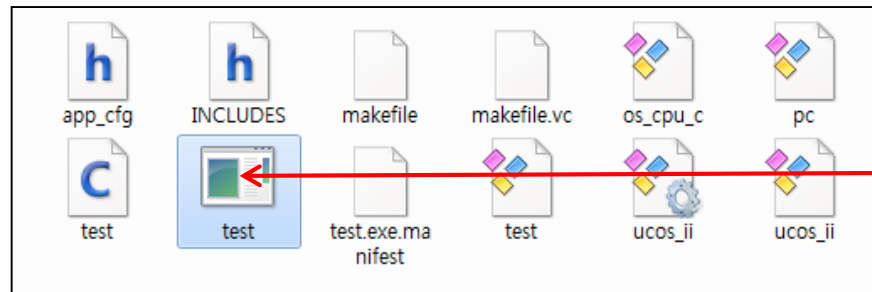 h
h
app_cfg
INCLUDES
makefile
makefile.vc
os_cpu_c
pc
C
test
test
test.exe.ma
nifest
test
ucos_ii
ucos_ii